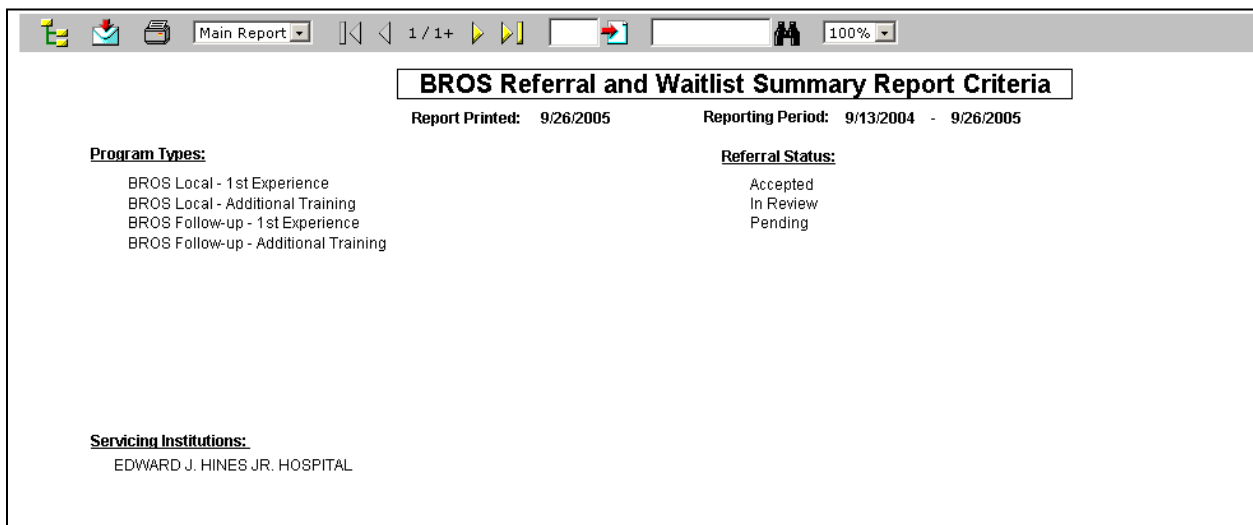 Main Report 1 / 1+ 100%
BROS Referral and Waitlist Summary Report Criteria
Report Printed: 9/26/2005 Reporting Period: 9/13/2004 - 9/26/2005
Program Types: Referral Status:
BROS Local - 1st Experience Accepted
BROS Local - Additional Training In Review
BROS Follow-up - 1st Experience Pending
BROS Follow-up - Additional Training
Servicing Institutions:
EDWARD J. HINES JR. HOSPITAL